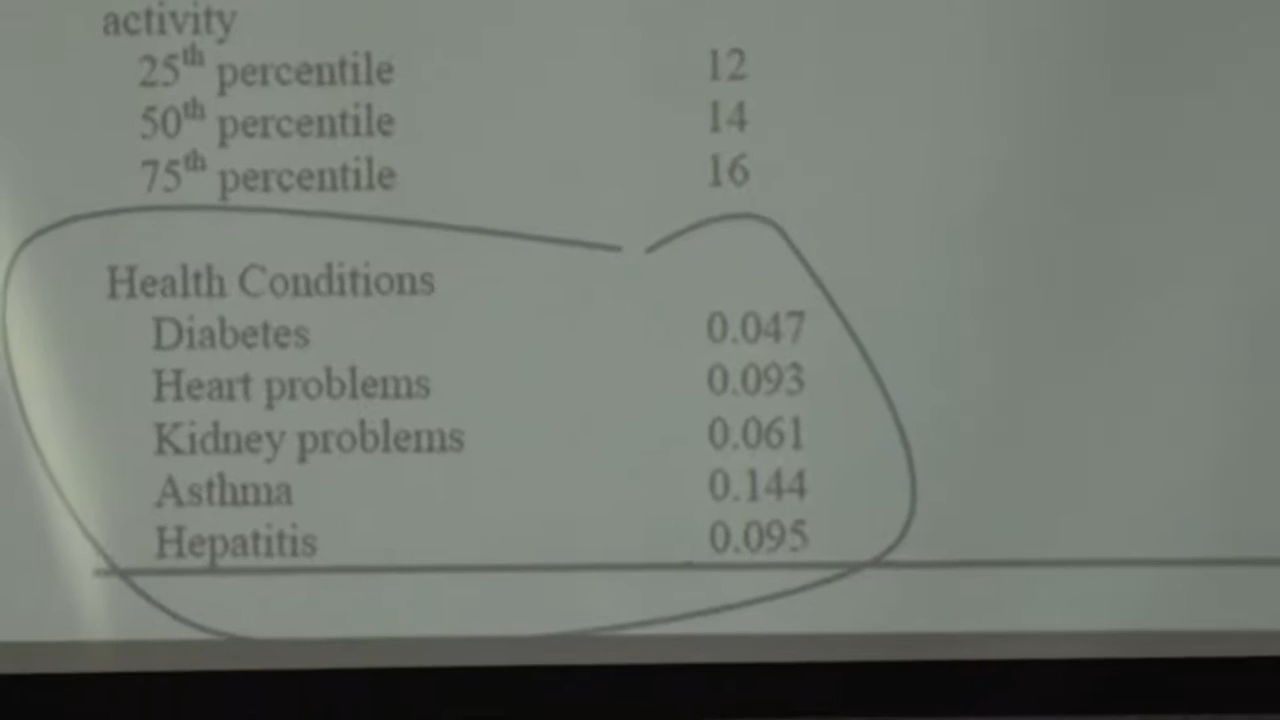 activity
25th percentile 12
50th percentile 14
75th percentile 16
Health Conditions
Diabetes 0.047
Heart problems 0.093
Kidney problems 0.061
Asthma 0.144
Hepatitis 0.095